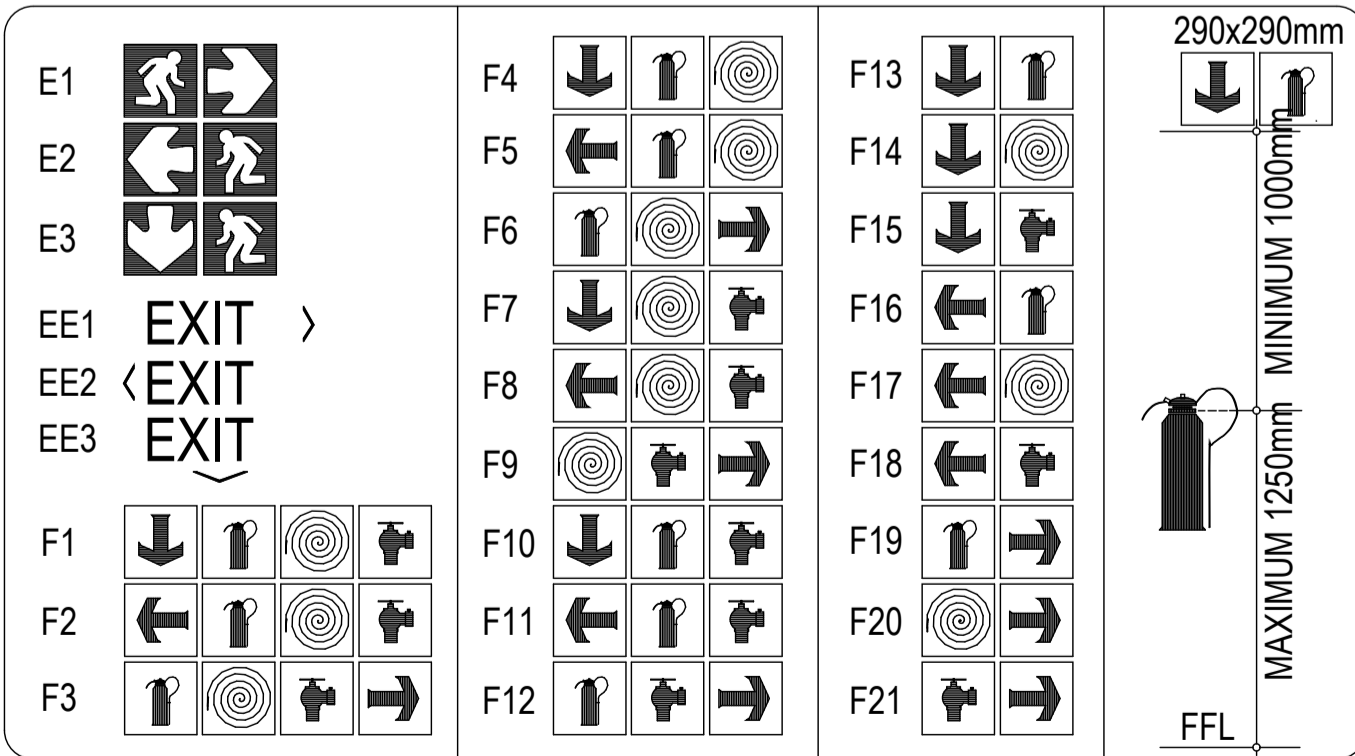 E1
E2
E3
EE1 EXIT >
EE2 < EXIT
EE3 EXIT
F1
F2
F3
F4
F5
F6
F7
F8
F9
F10
F11
F12
F13
F14
F15
F16
F17
F18
F19
F20
F21
290x290mm
MINIMUM 1000mm
MAXIMUM 1250mm
FFL